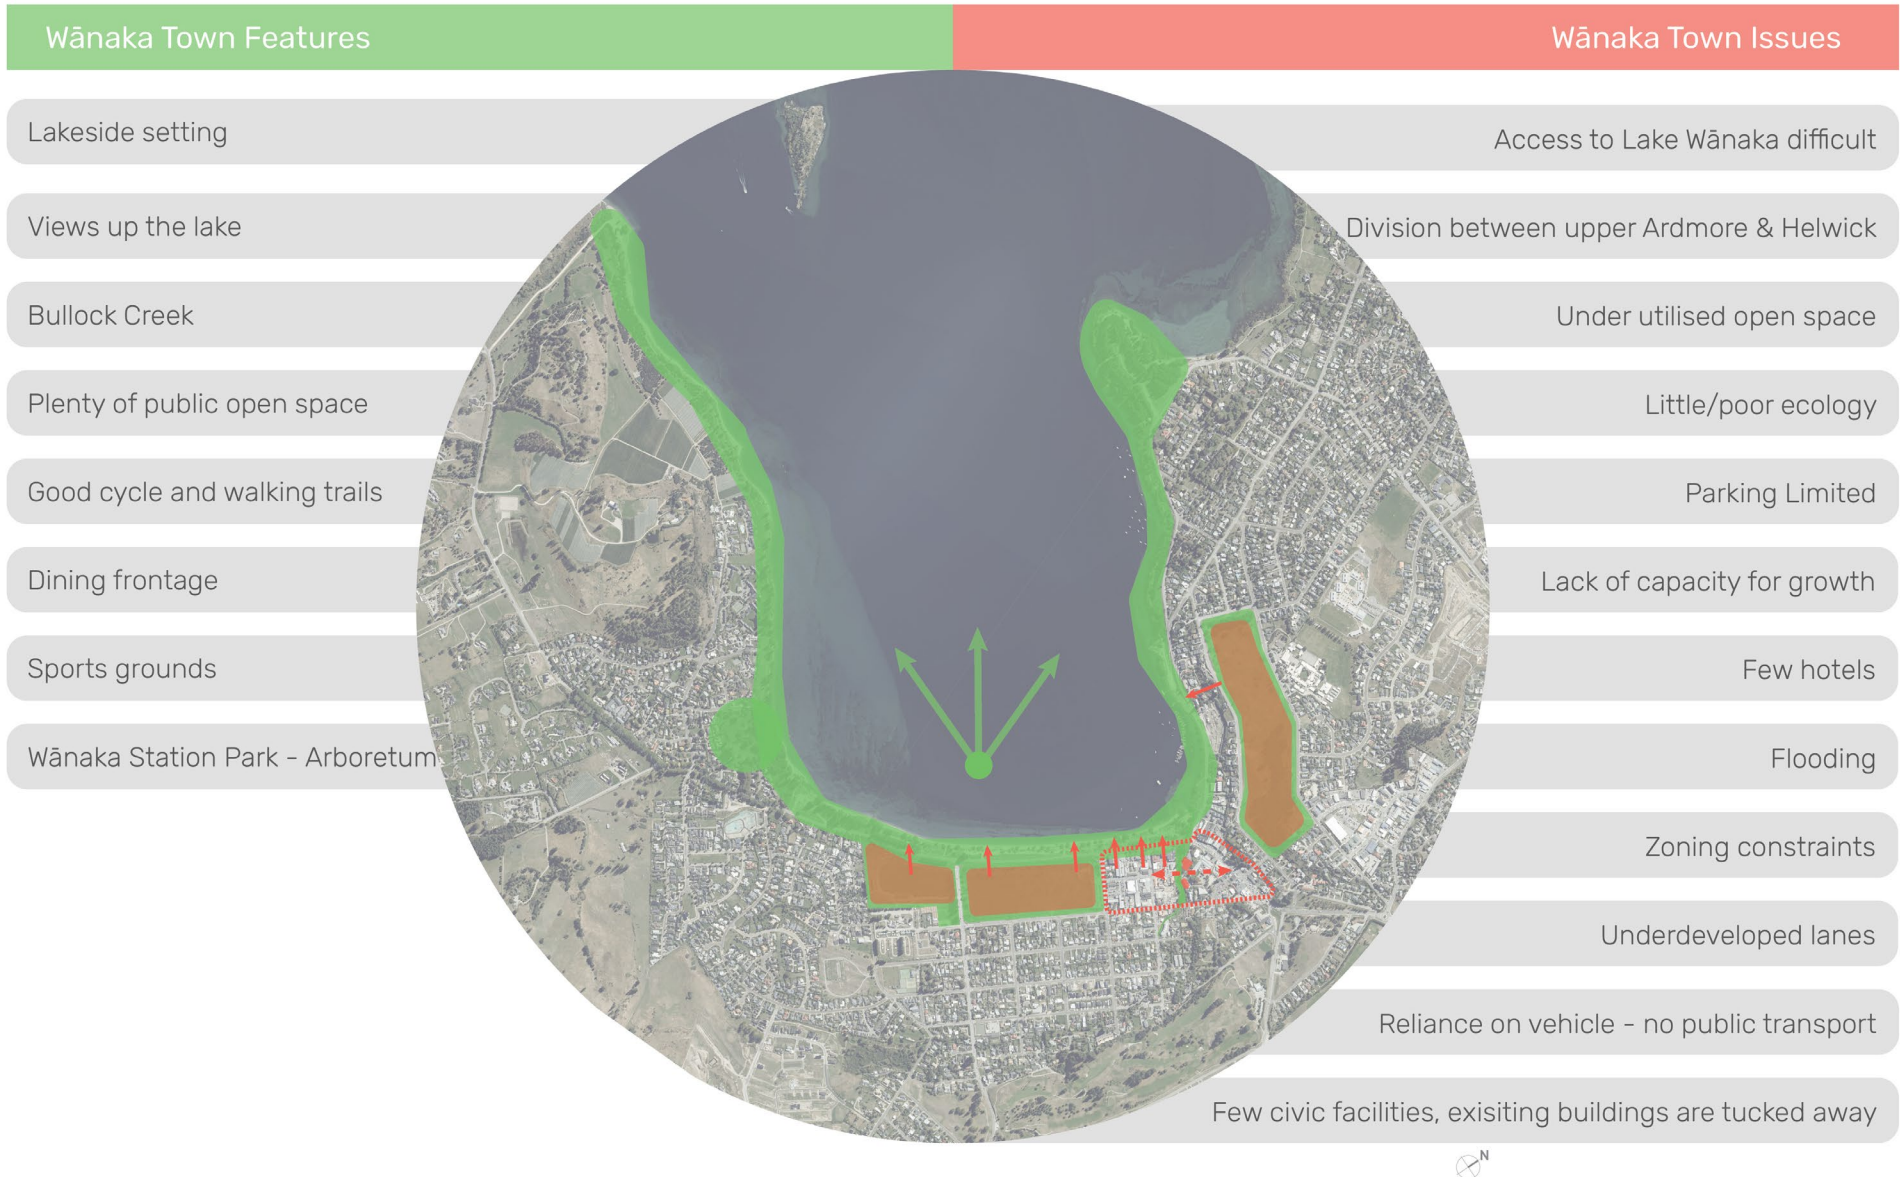 Wānaka Town Features
Wānaka Town Issues
Lakeside setting
Views up the lake
Bullock Creek
Plenty of public open space
Good cycle and walking trails
Dining frontage
Sports grounds
Wānaka Station Park - Arboretum
Access to Lake Wānaka difficult
Division between upper Ardmore & Helwick
Under utilised open space
Little/poor ecology
Parking Limited
Lack of capacity for growth
Few hotels
Flooding
Zoning constraints
Underdeveloped lanes
Reliance on vehicle - no public transport
Few civic facilities, exisiting buildings are tucked away
N